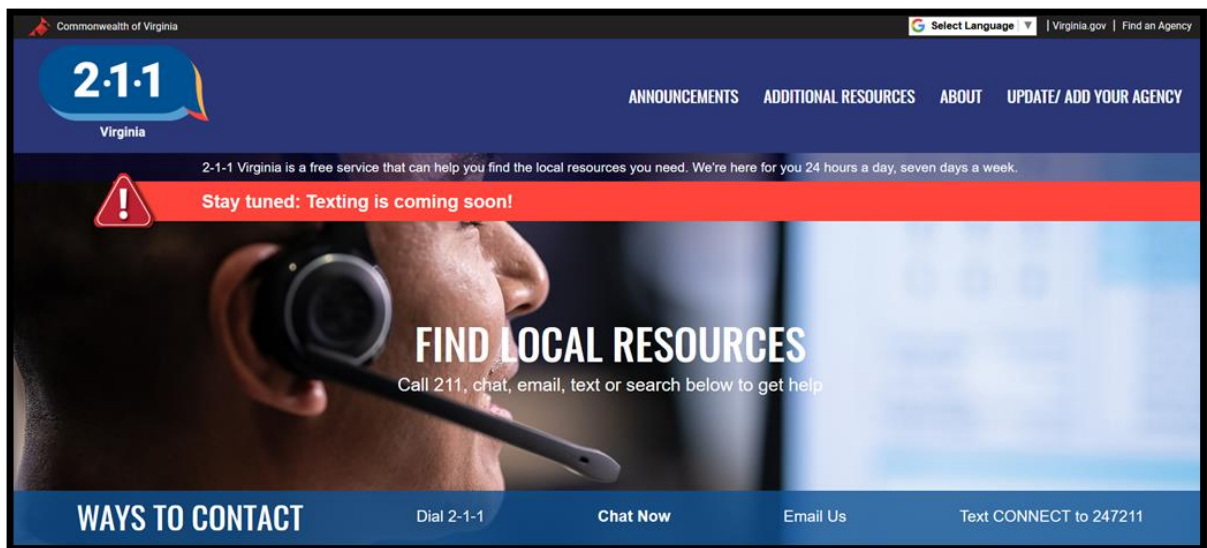 Commonwealth of Virginia
Select Language ▼ | Virginia.gov | Find an Agency
2·1·1
Virginia
ANNOUNCEMENTS ADDITIONAL RESOURCES ABOUT UPDATE/ ADD YOUR AGENCY
2-1-1 Virginia is a free service that can help you find the local resources you need. We're here for you 24 hours a day, seven days a week.
Stay tuned: Texting is coming soon!
FIND LOCAL RESOURCES
Call 211, chat, email, text or search below to get help
WAYS TO CONTACT Dial 2-1-1 Chat Now Email Us Text CONNECT to 247211